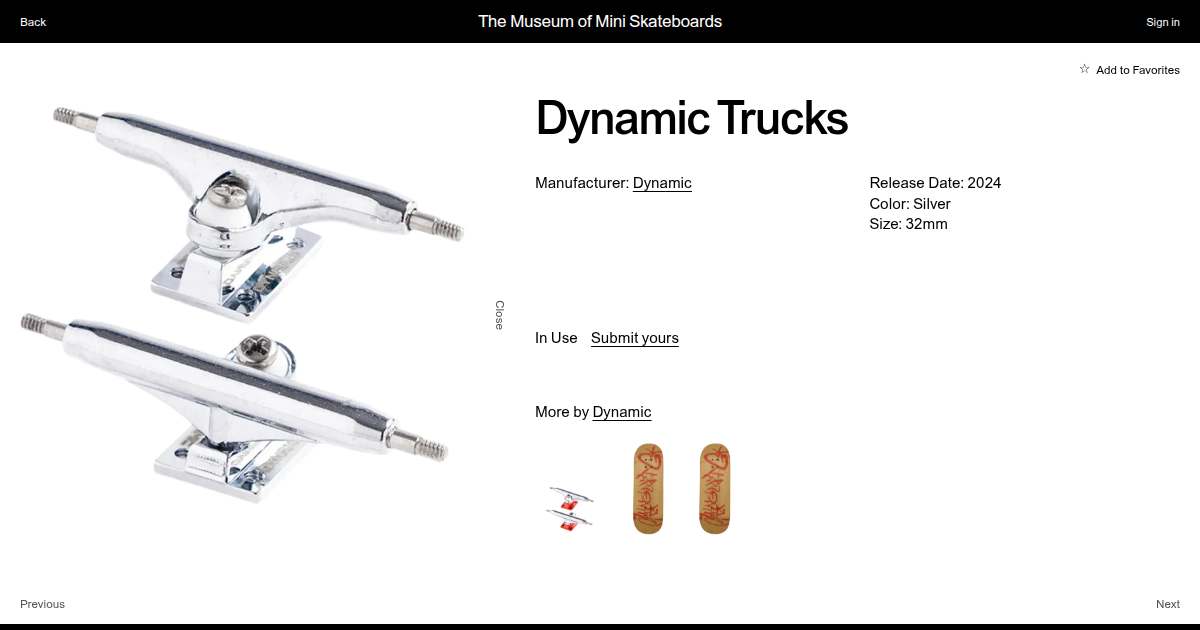 Back
The Museum of Mini Skateboards
Sign in
☆ Add to Favorites
Dynamic Trucks
Manufacturer: Dynamic
Release Date: 2024
Color: Silver
Size: 32mm
Close
In Use Submit yours
More by Dynamic
Previous
Next